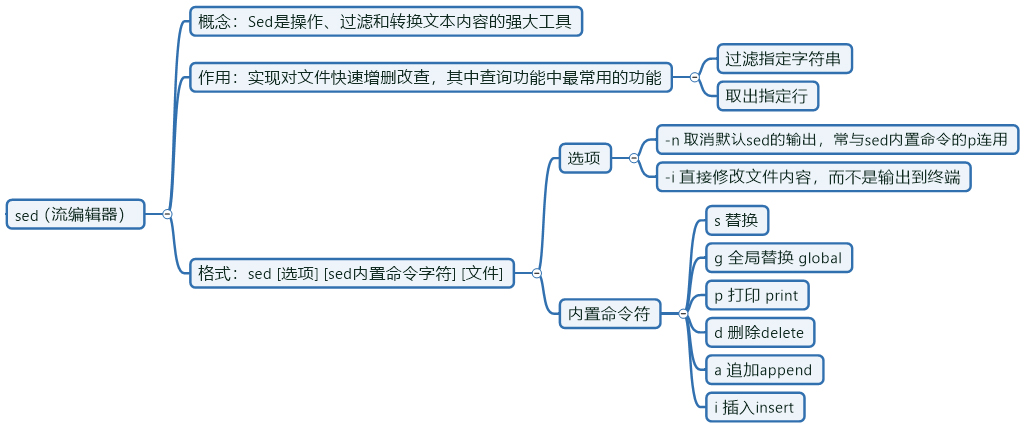 sed（流编辑器）
概念：Sed是操作、过滤和转换文本内容的强大工具
作用：实现对文件快速增删改查，其中查询功能中最常用的功能
过滤指定字符串
取出指定行
格式：sed [选项] [sed内置命令字符] [文件]
选项
-n 取消默认sed的输出，常与sed内置命令的p连用
-i 直接修改文件内容，而不是输出到终端
内置命令符
s 替换
g 全局替换 global
p 打印 print
d 删除delete
a 追加append
i 插入insert